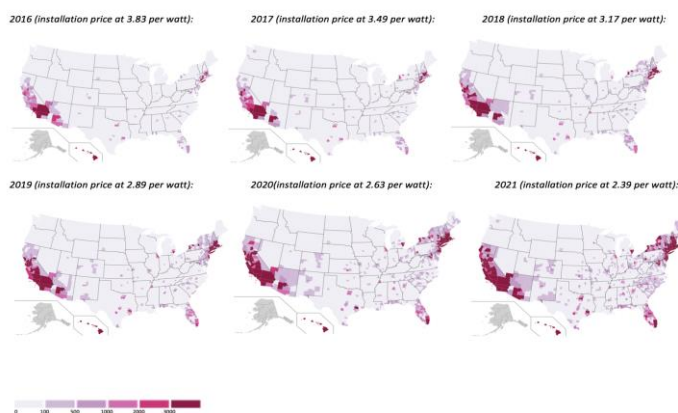 2016 (installation price at 3.83 per watt):
2017 (installation price at 3.49 per watt):
2018 (installation price at 3.17 per watt):
2019 (installation price at 2.89 per watt):
2020(installation price at 2.63 per watt):
2021 (installation price at 2.39 per watt):
0 100 500 1000 2000 3000